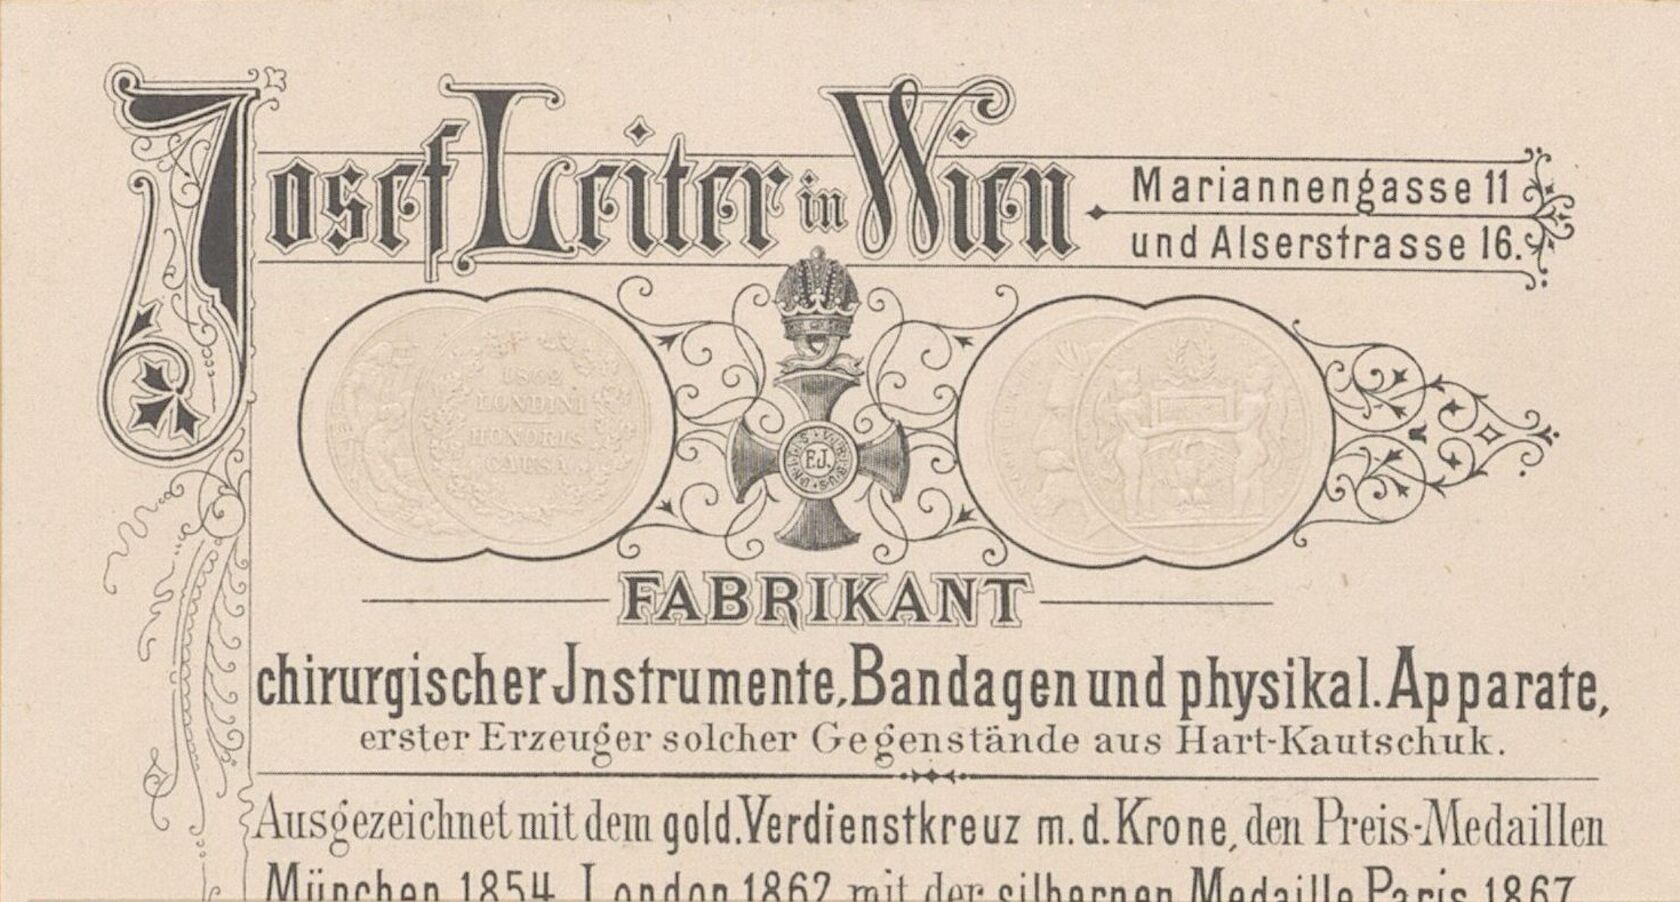 Josef Leiter in Wien
Mariannengasse 11
und Alserstrasse 16.
1862
LONDINI
HONORIS
CAUSA
F.J.
FABRIKANT
chirurgischer Jnstrumente, Bandagen und physikal. Apparate,
erster Erzeuger solcher Gegenstände aus Hart-Kautschuk.
Ausgezeichnet mit dem gold. Verdienstkreuz m. d. Krone, den Preis-Medaillen
München 1854, London 1862 mit der silbernen Medaille Paris 1867